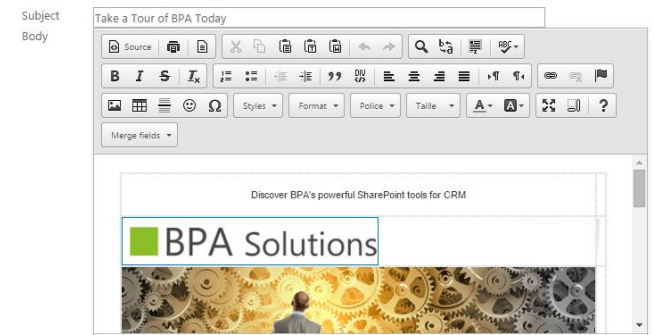 Subject
Take a Tour of BPA Today
Body
Source
B I S Tx
Styles Format Police Taille A A ?
Merge fields
Discover BPA's powerful SharePoint tools for CRM
BPA Solutions